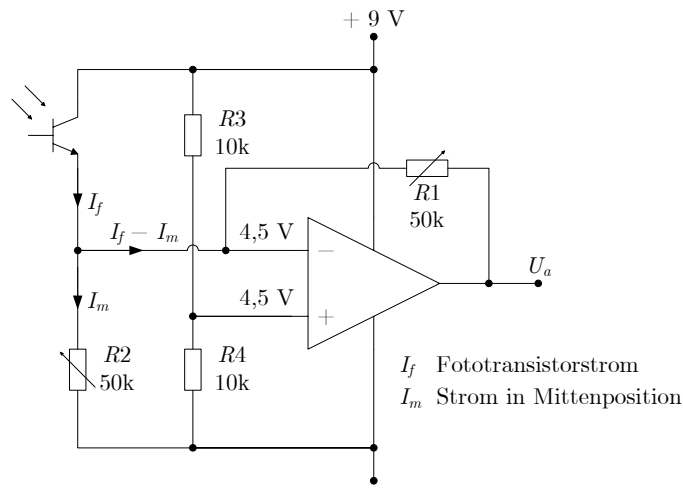 + 9 V
R3
10k
R1
50k
I_f
I_f − I_m
4,5 V
−
U_a
I_m
4,5 V
+
R2
50k
R4
10k
I_f Fototransistorstrom
I_m Strom in Mittenposition